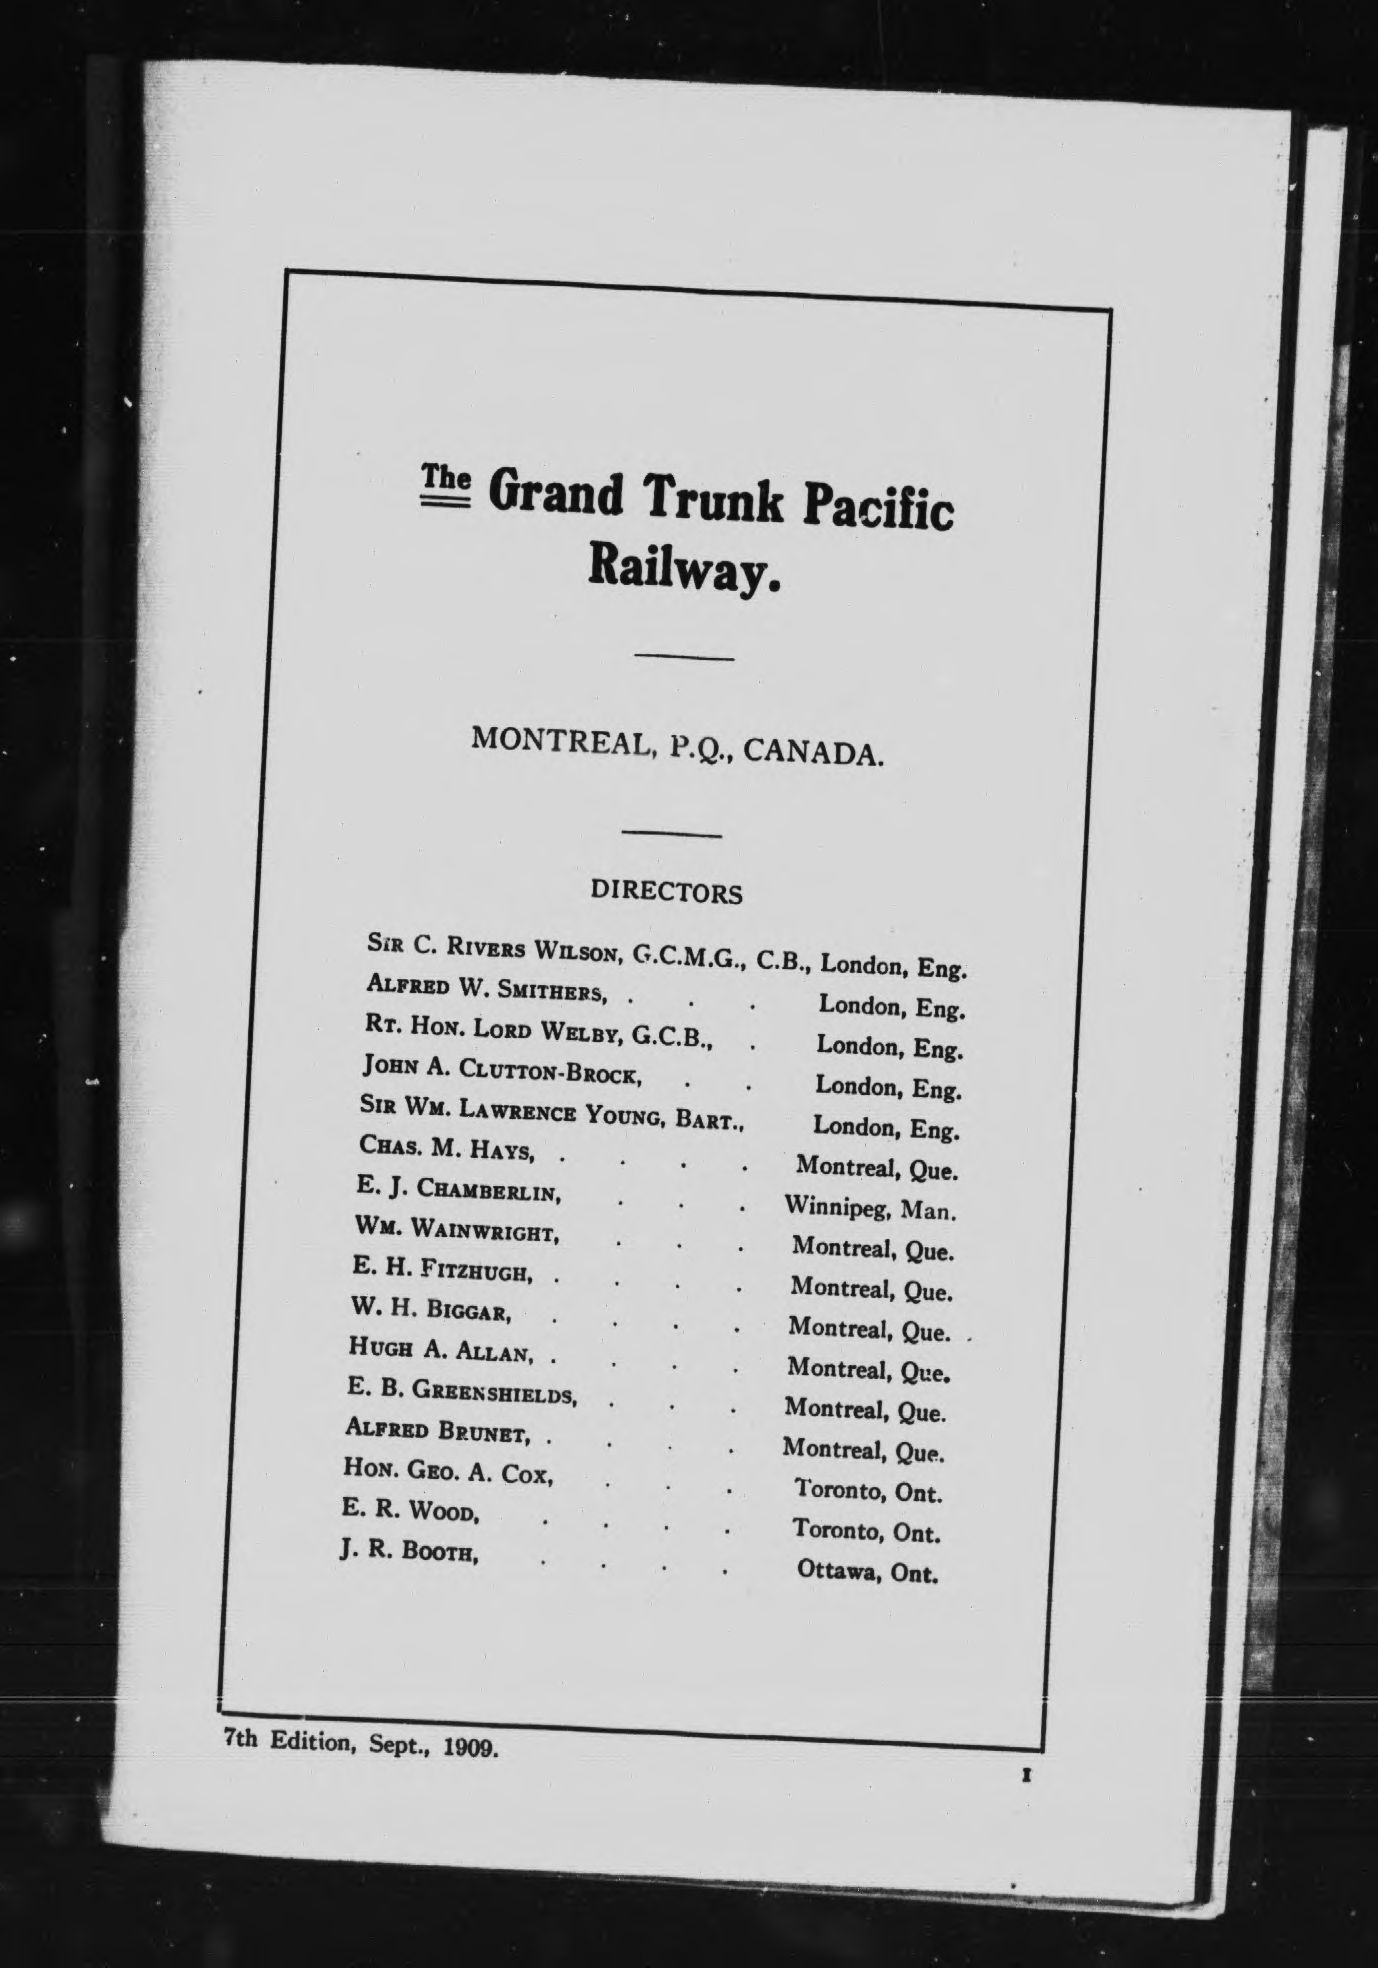 The Grand Trunk Pacific
Railway.
MONTREAL, P.Q., CANADA.
DIRECTORS
SIR C. RIVERS WILSON, G.C.M.G., C.B., London, Eng.
ALFRED W. SMITHERS, . . . London, Eng.
RT. HON. LORD WELBY, G.C.B., . London, Eng.
JOHN A. CLUTTON-BROCK, . . London, Eng.
SIR WM. LAWRENCE YOUNG, BART., London, Eng.
CHAS. M. HAYS, . . . . Montreal, Que.
E. J. CHAMBERLIN, . . . Winnipeg, Man.
WM. WAINWRIGHT, . . . Montreal, Que.
E. H. FITZHUGH, . . . . Montreal, Que.
W. H. BIGGAR, . . . . Montreal, Que.
HUGH A. ALLAN, . . . . Montreal, Que.
E. B. GREENSHIELDS, . . . Montreal, Que.
ALFRED BRUNET, . . . . Montreal, Que.
HON. GEO. A. COX, . . . Toronto, Ont.
E. R. WOOD, . . . . Toronto, Ont.
J. R. BOOTH, . . . . Ottawa, Ont.
7th Edition, Sept., 1909.
1